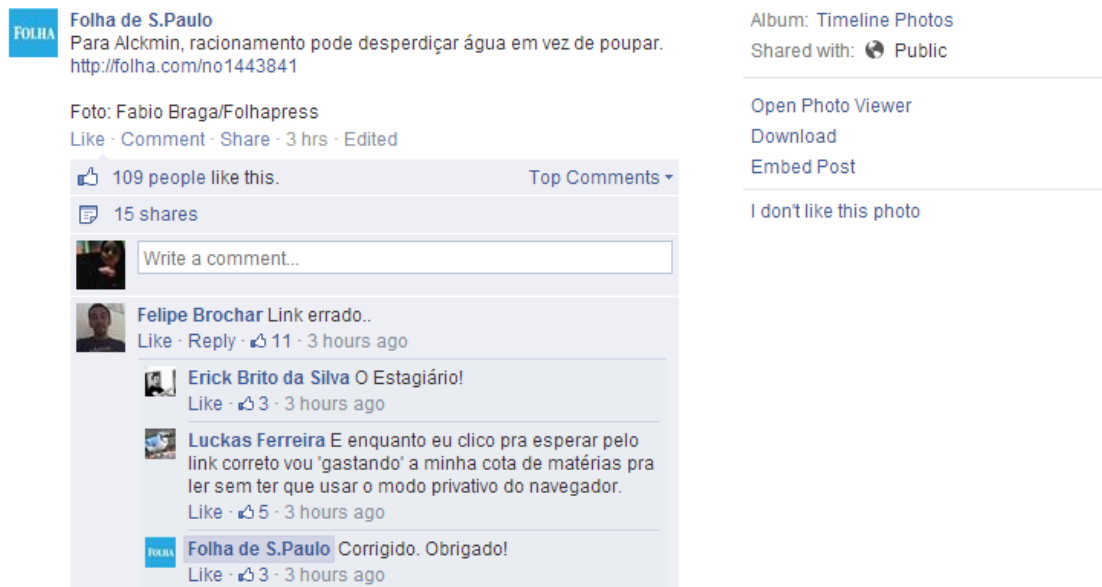 FOLHA
Folha de S.Paulo
Para Alckmin, racionamento pode desperdiçar água em vez de poupar.
http://folha.com/no1443841
Foto: Fabio Braga/Folhapress
Like · Comment · Share · 3 hrs · Edited
109 people like this. Top Comments
15 shares
Write a comment...
Felipe Brochar Link errado..
Like · Reply · 11 · 3 hours ago
Erick Brito da Silva O Estagiário!
Like · 3 · 3 hours ago
Luckas Ferreira E enquanto eu clico pra esperar pelo
link correto vou 'gastando' a minha cota de matérias pra
ler sem ter que usar o modo privativo do navegador.
Like · 5 · 3 hours ago
FOLHA
Folha de S.Paulo Corrigido. Obrigado!
Like · 3 · 3 hours ago
Album: Timeline Photos
Shared with: Public
Open Photo Viewer
Download
Embed Post
I don't like this photo